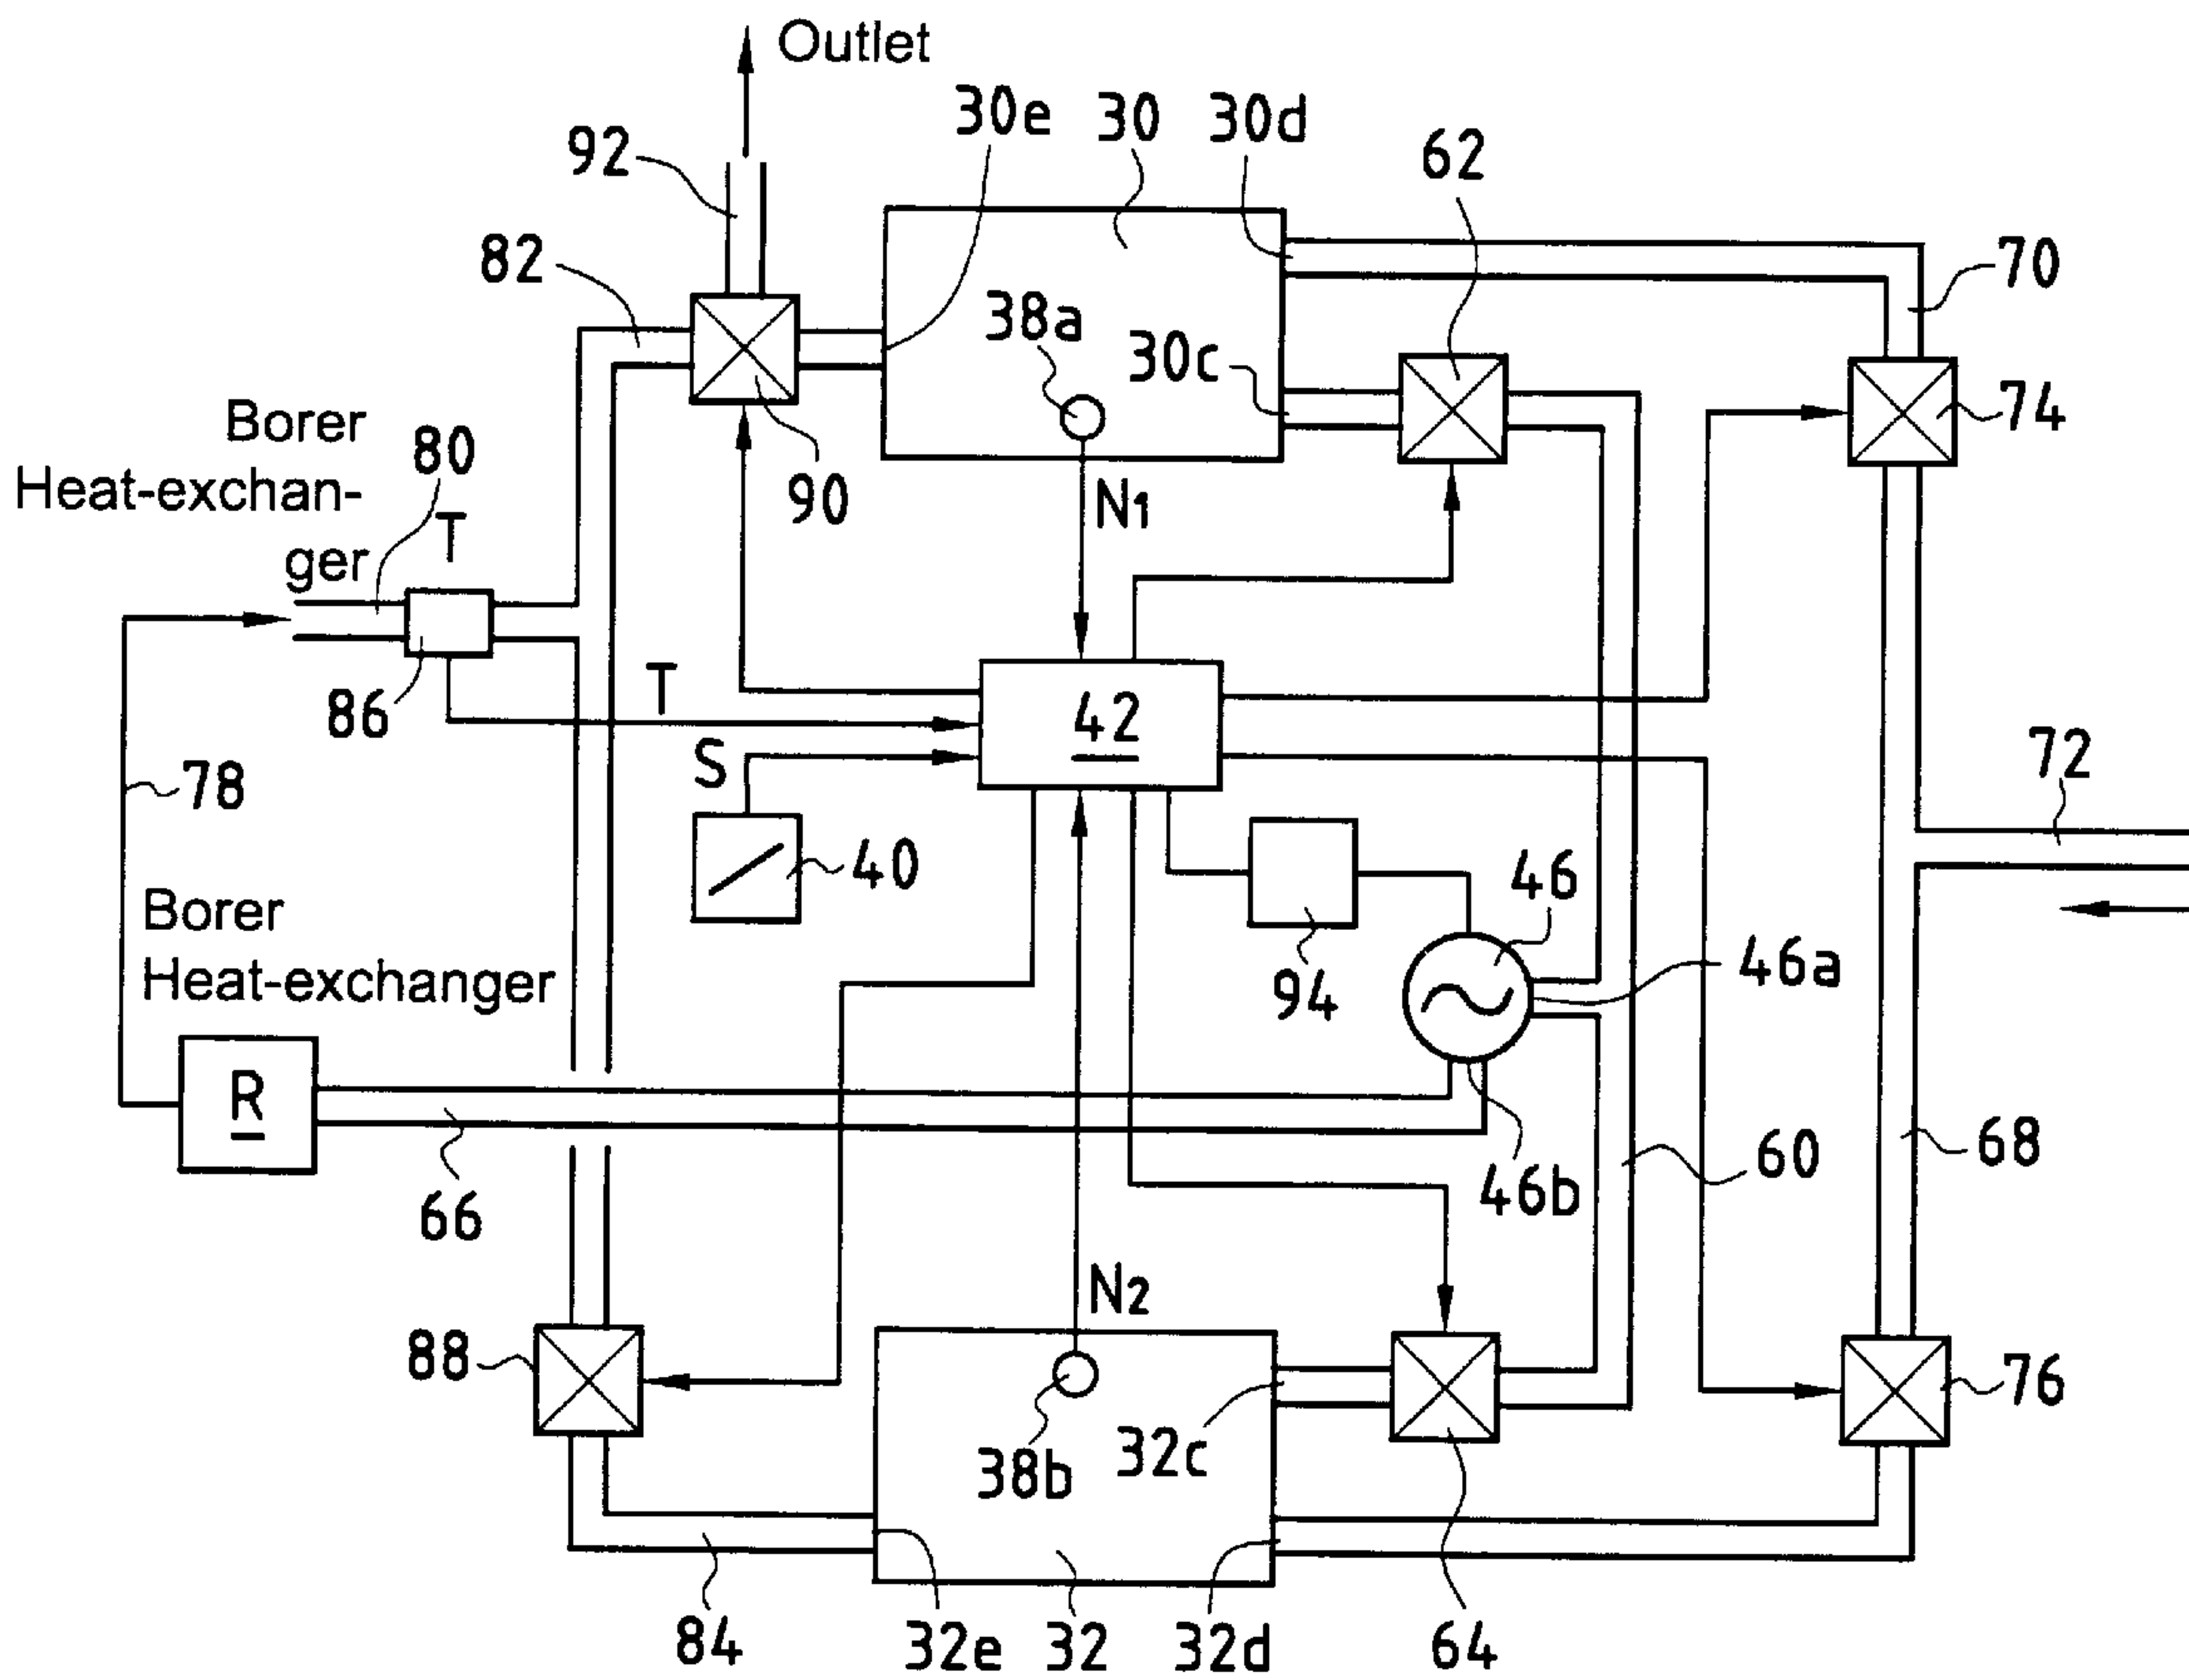 Outlet
30e 30 30d
92
62
82
70
38a
30c
74
Borer
80
Heat-exchan-
T
90
N1
ger
86
T
42
72
S
78
40
46
Borer
46a
Heat-exchanger
94
R
60
68
46b
66
N2
88
76
32c
38b
84
32e 32 32d
64